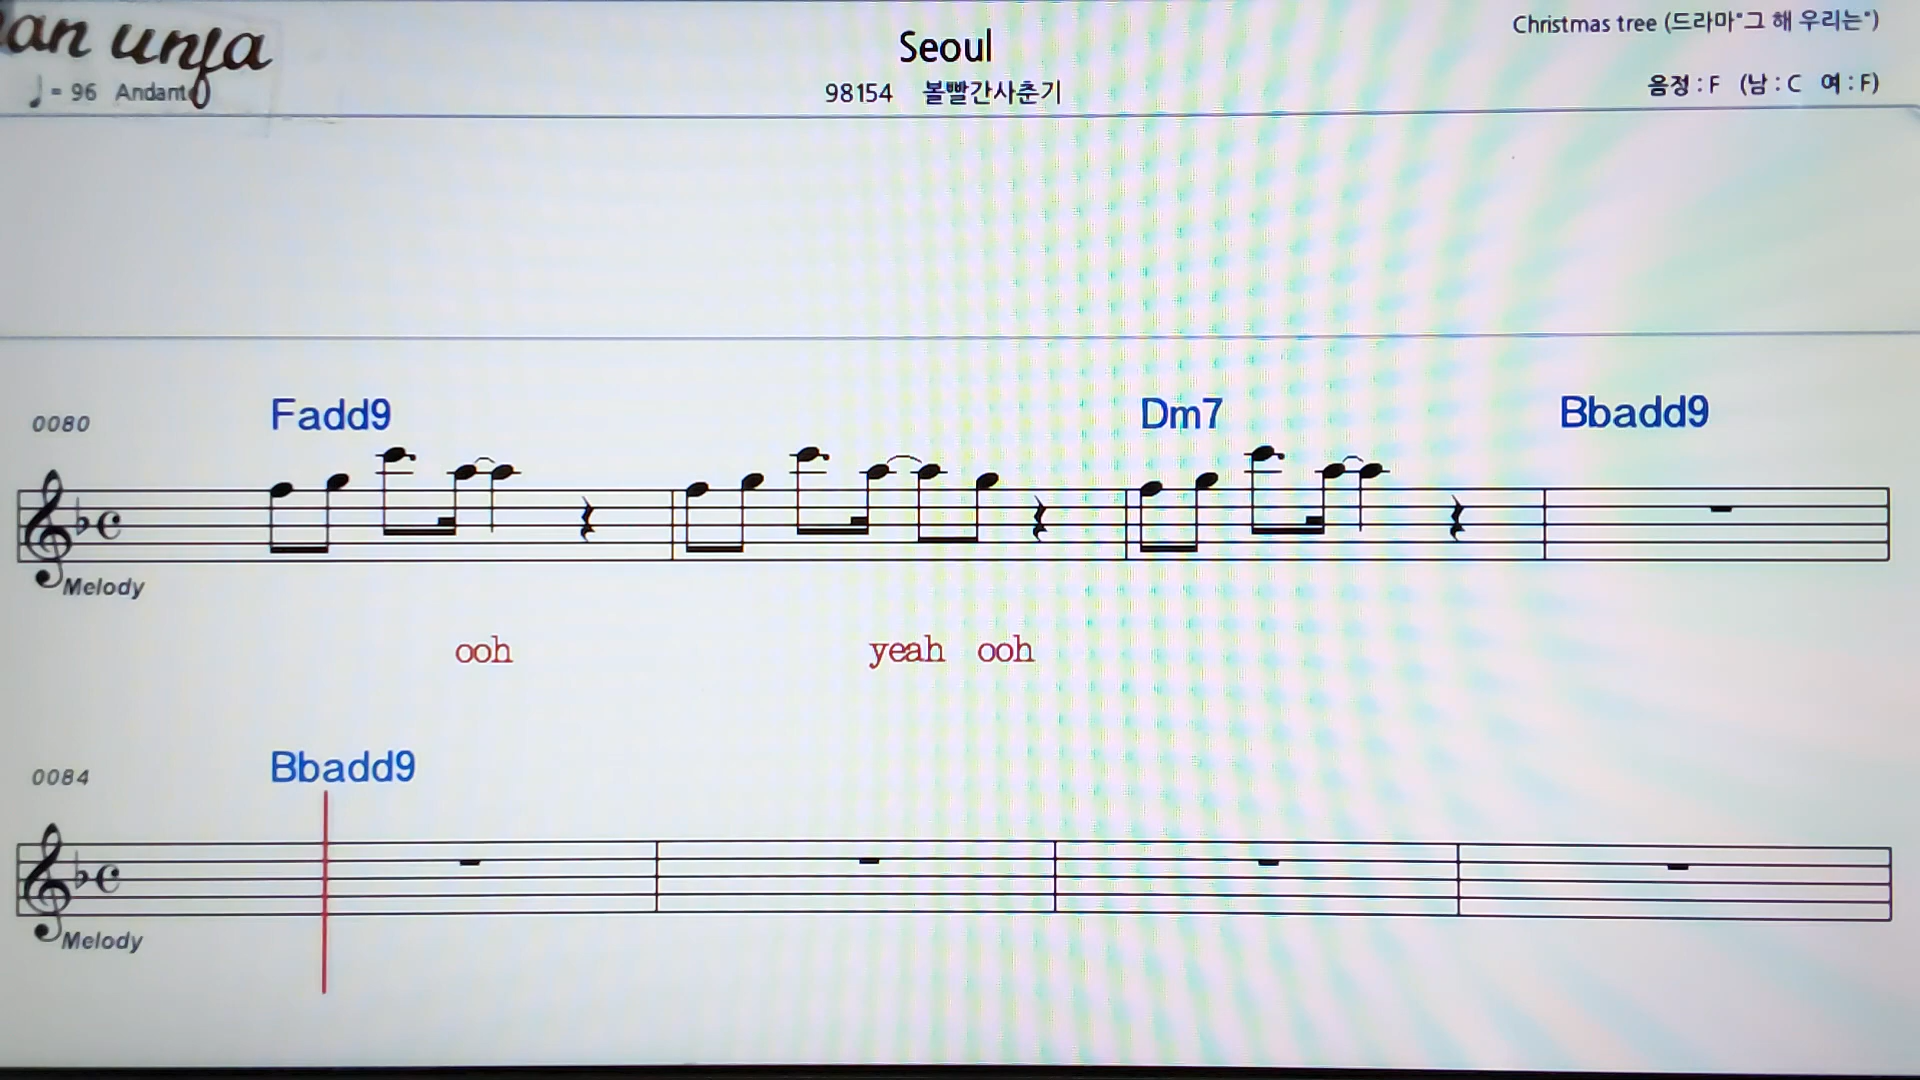 an unfa
Seoul
Christmas tree (드라마"그 해 우리는")
♩= 96 Andante
98154 볼빨간사춘기
음정 : F (남 : C 여 : F)
0080 Fadd9 Dm7 Bbadd9
Melody
ooh yeah ooh
0084 Bbadd9
Melody